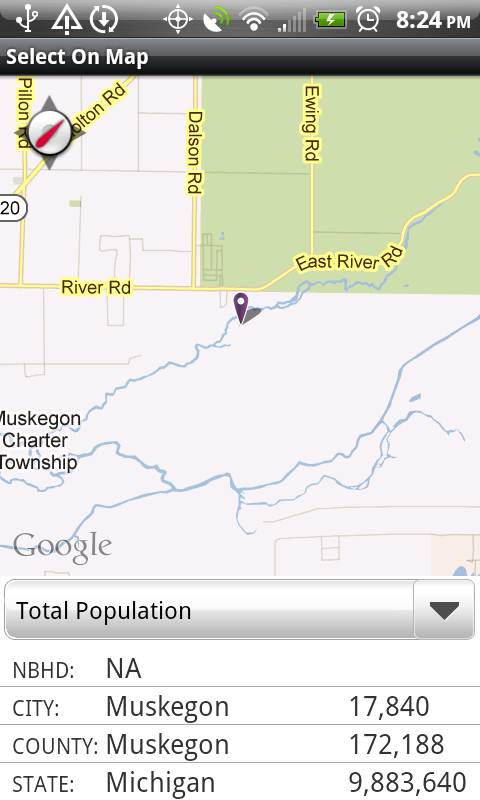 8:24 PM
Select On Map
Pillon Rd
olton Rd
Dalson Rd
Ewing Rd
20
East River Rd
River Rd
Muskegon
Charter
Township
Google
Total Population
NBHD: NA
CITY: Muskegon 17,840
COUNTY: Muskegon 172,188
STATE: Michigan 9,883,640